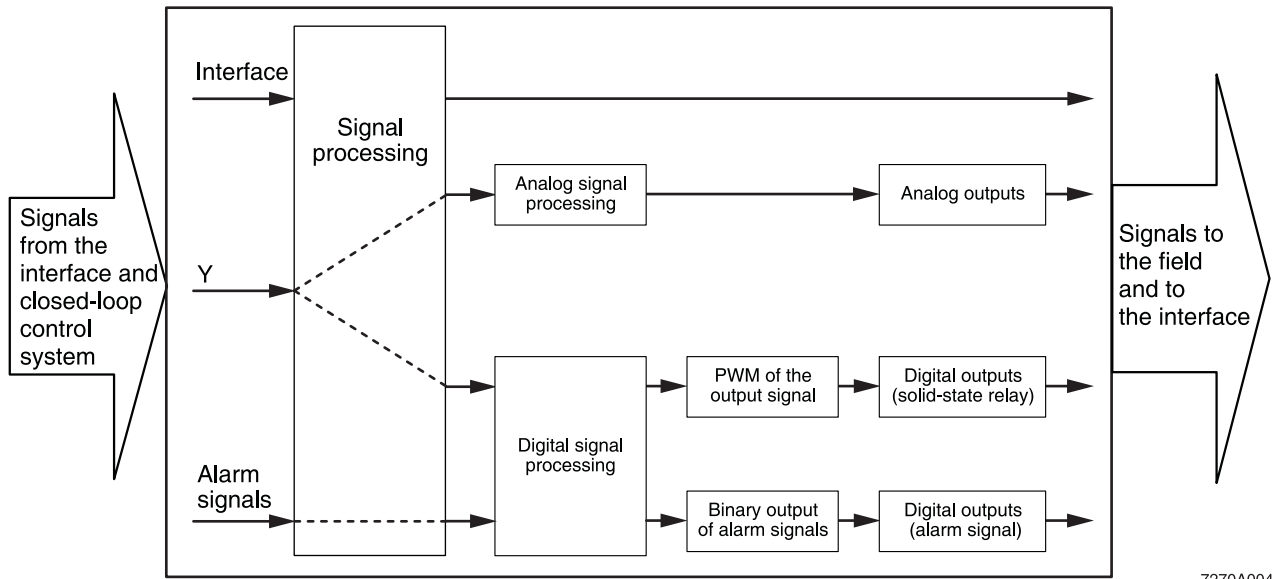 Interface
Signal
processing
Analog signal
processing
Analog outputs
Signals
from the
interface and
closed-loop
control
system
Y
Signals to
the field
and to
the interface
PWM of the
output signal
Digital outputs
(solid-state relay)
Digital signal
processing
Alarm
signals
Binary output
of alarm signals
Digital outputs
(alarm signal)